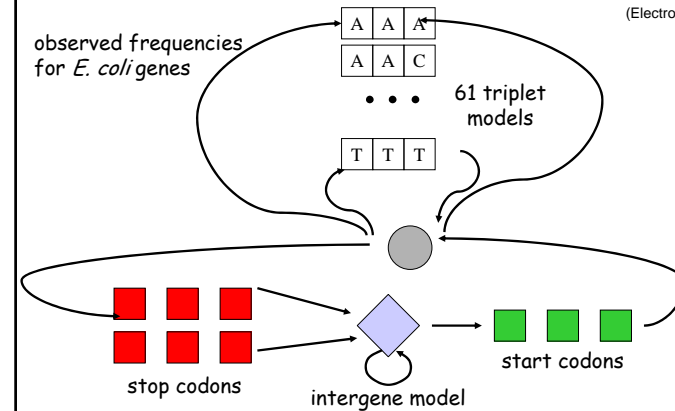 (Electro
observed frequencies
for E. coli genes
A A A
A A C
• • •
61 triplet
models
T T T
stop codons
intergene model
start codons